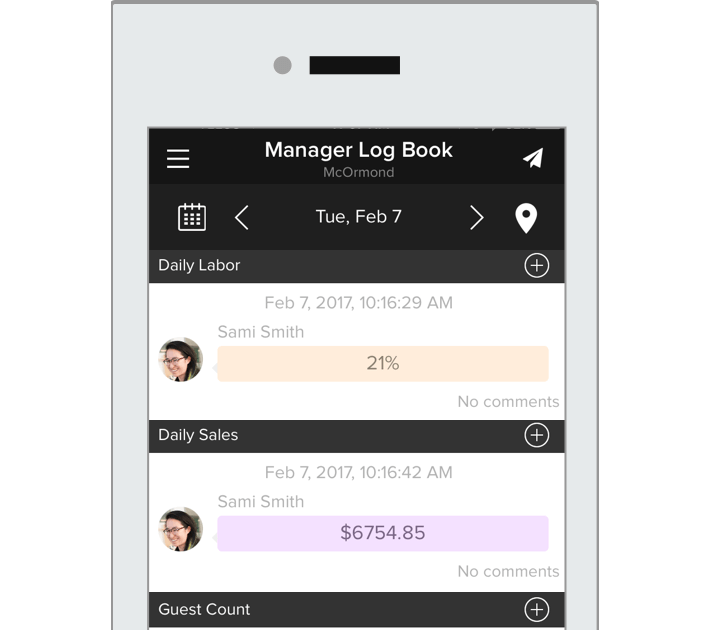 Manager Log Book
McOrmond
Tue, Feb 7
Daily Labor
Feb 7, 2017, 10:16:29 AM
Sami Smith
21%
No comments
Daily Sales
Feb 7, 2017, 10:16:42 AM
Sami Smith
$6754.85
No comments
Guest Count